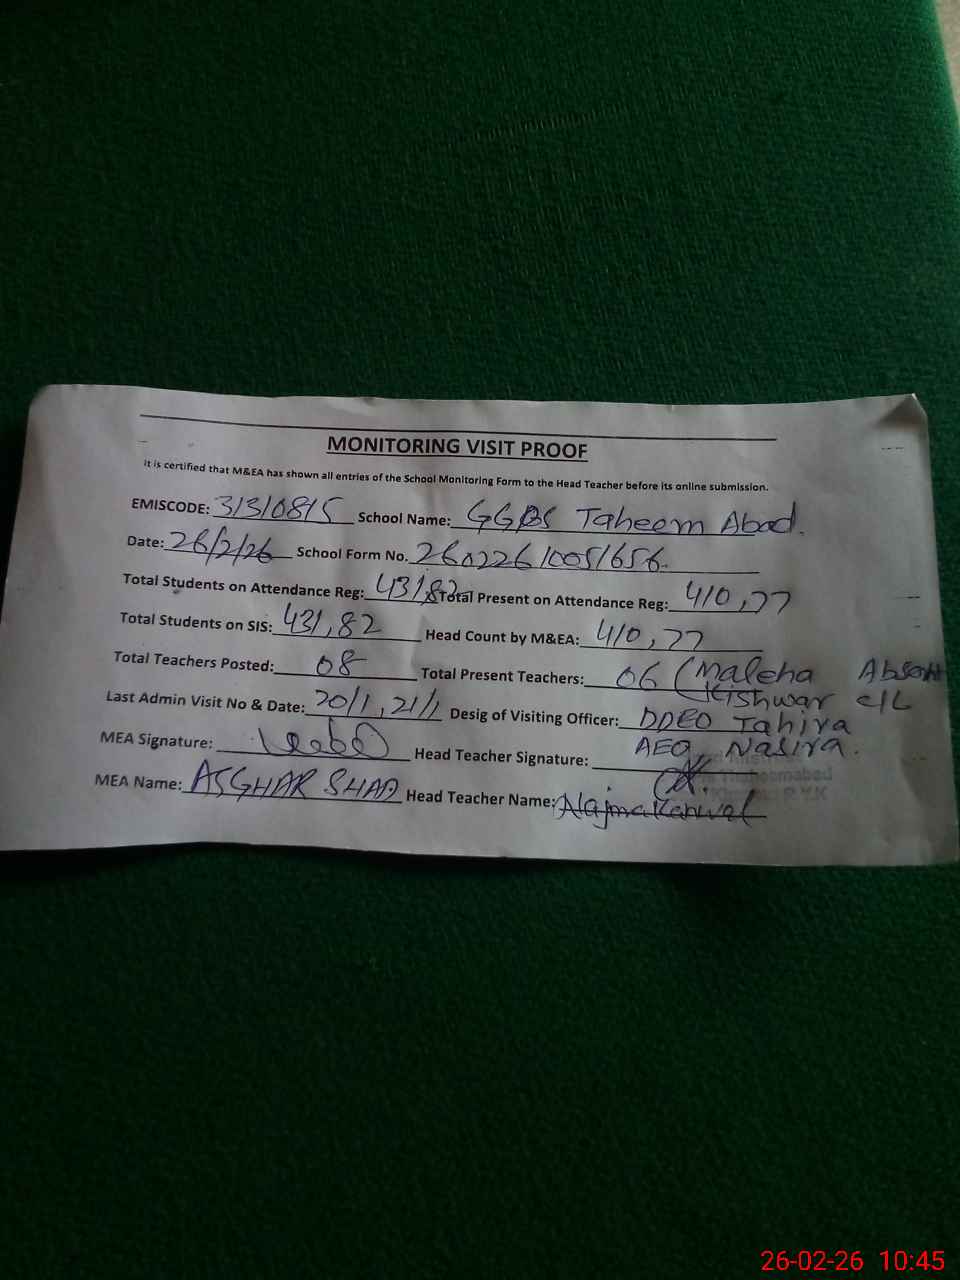 MONITORING VISIT PROOF
It is certified that M&EA has shown all entries of the School Monitoring Form to the Head Teacher before its online submission.
EMISCODE: 31310815 School Name: GGPS Taheem Abad.
Date: 26/2/26 School Form No. 26022610051656
Total Students on Attendance Reg: 431,82 Total Present on Attendance Reg: 410,77
Total Students on SIS: 431,82 Head Count by M&EA: 410,77
Total Teachers Posted: 08 Total Present Teachers: 06 (Maleha Absent
Kishwar c/L
Last Admin Visit No & Date: 20/1, 21/1 Desig of Visiting Officer: DDEO Tahira
AEO, Nasira.
MEA Signature: Head Teacher Signature:
MEA Name: ASGHAR SHAD Head Teacher Name: Najma Kanwal
26-02-26 10:45